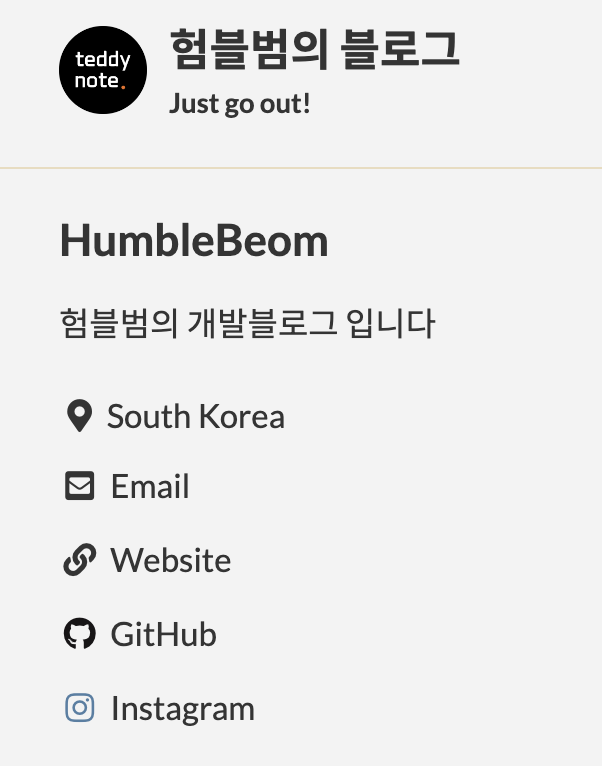 teddy
note.
험블범의 블로그
Just go out!
HumbleBeom
험블범의 개발블로그 입니다
South Korea
Email
Website
GitHub
Instagram